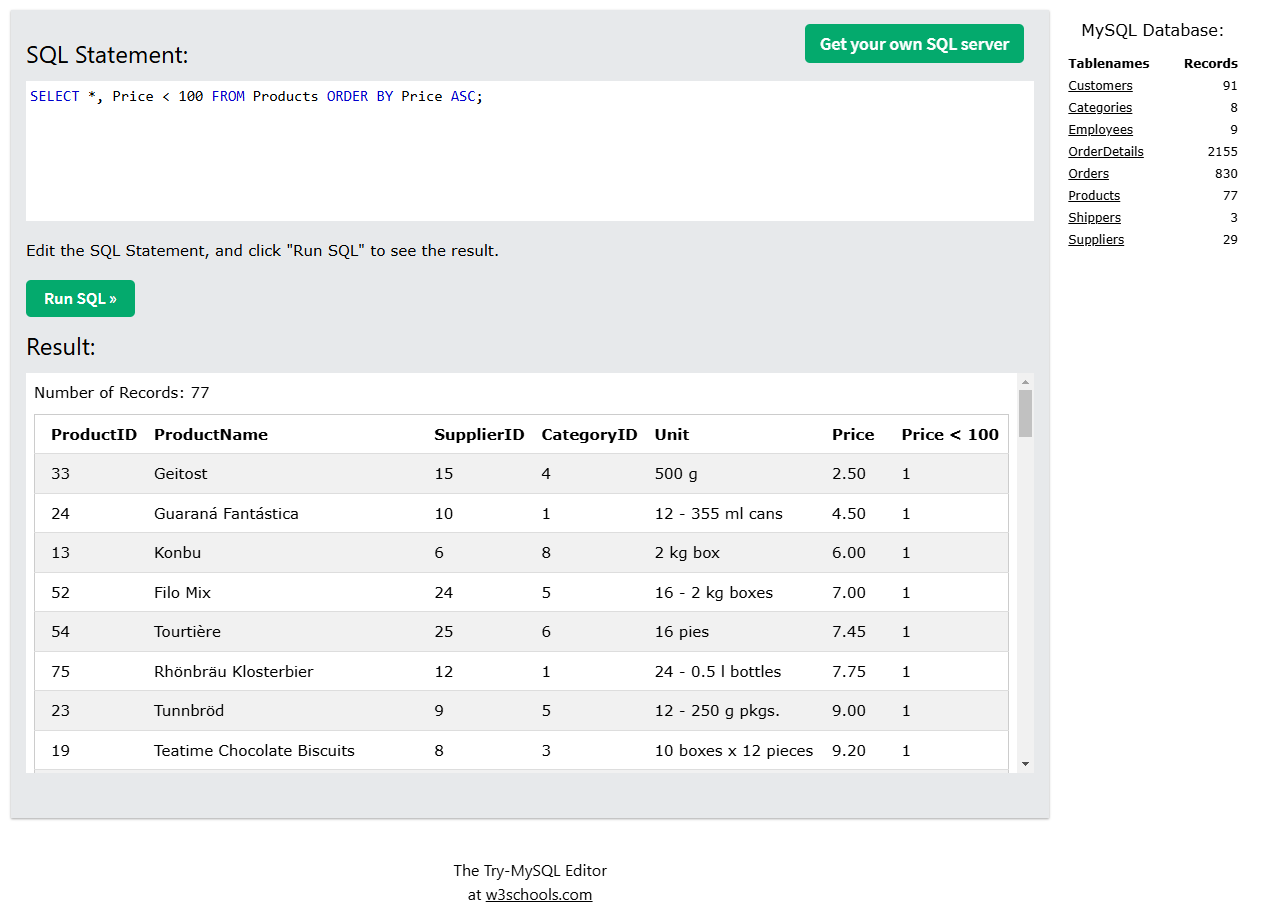 SQL Statement:
Get your own SQL server
SELECT *, Price < 100 FROM Products ORDER BY Price ASC;
Edit the SQL Statement, and click "Run SQL" to see the result.
Run SQL »
Result:
Number of Records: 77
ProductID ProductName SupplierID CategoryID Unit Price Price < 100
33 Geitost 15 4 500 g 2.50 1
24 Guaraná Fantástica 10 1 12 - 355 ml cans 4.50 1
13 Konbu 6 8 2 kg box 6.00 1
52 Filo Mix 24 5 16 - 2 kg boxes 7.00 1
54 Tourtière 25 6 16 pies 7.45 1
75 Rhönbräu Klosterbier 12 1 24 - 0.5 l bottles 7.75 1
23 Tunnbröd 9 5 12 - 250 g pkgs. 9.00 1
19 Teatime Chocolate Biscuits 8 3 10 boxes x 12 pieces 9.20 1
MySQL Database:
Tablenames Records
Customers 91
Categories 8
Employees 9
OrderDetails 2155
Orders 830
Products 77
Shippers 3
Suppliers 29
The Try-MySQL Editor
at w3schools.com